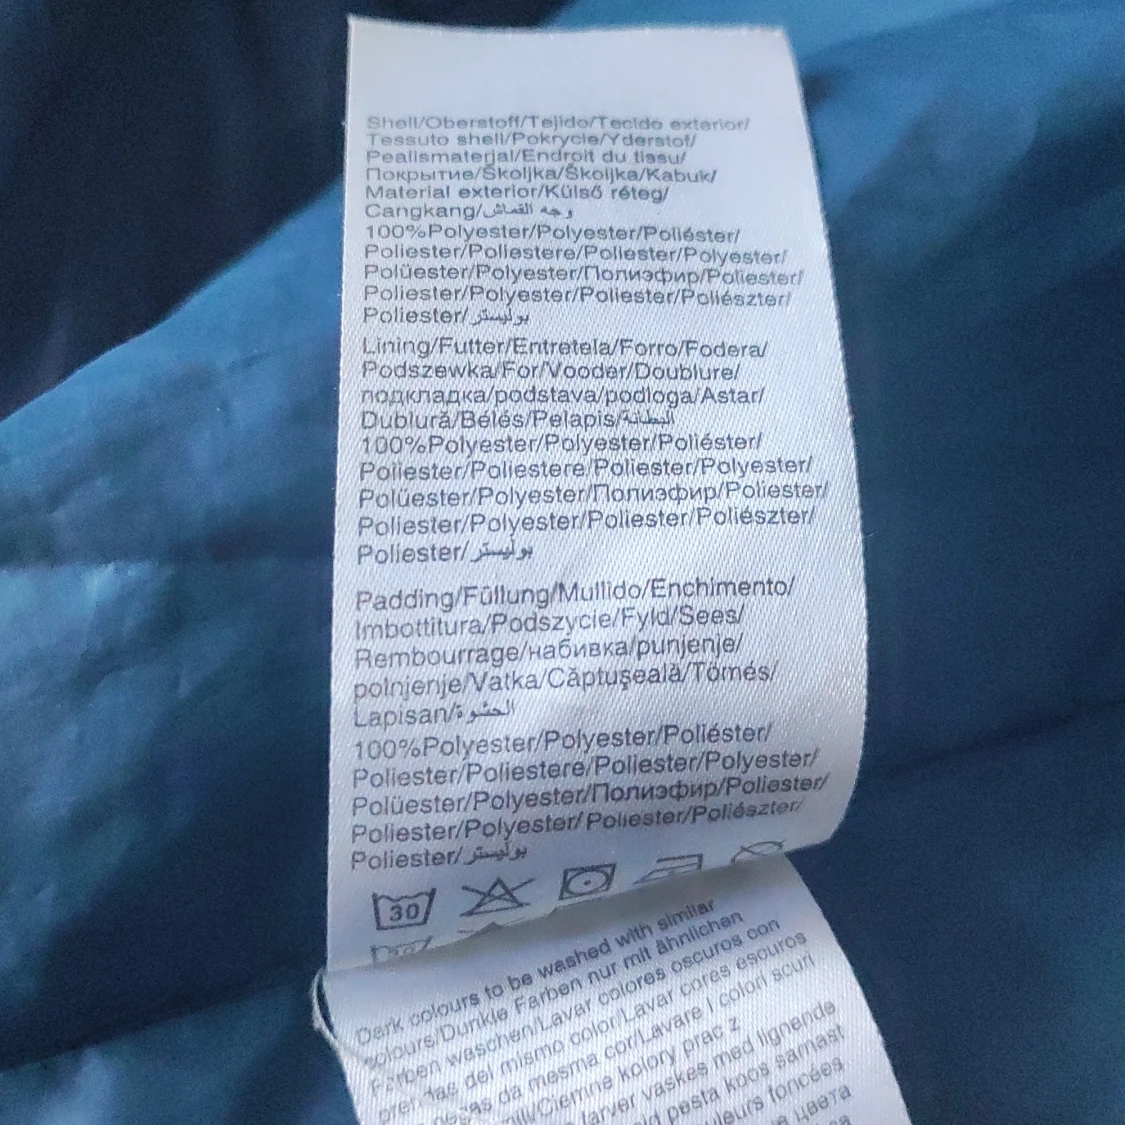 Shell/Oberstoff/Tejido/Tecido exterior/
Tessuto shell/Pokrycie/Yderstof/
Pealismaterjal/Endroit du tissu/
Покрытие/Školjka/Školjka/Kabuk/
Material exterior/Külső réteg/
Cangkang/وجه القماش
100%Polyester/Polyester/Poliéster/
Poliester/Poliestere/Poliester/Polyester/
Polüester/Polyester/Полиэфир/Poliester/
Poliester/Polyester/Poliester/Poliészter/
Poliester/بوليستر
Lining/Futter/Entretela/Forro/Fodera/
Podszewka/For/Vooder/Doublure/
подкладка/podstava/podloga/Astar/
Dublură/Bélés/Pelapis/البطانة
100%Polyester/Polyester/Poliéster/
Poliester/Poliestere/Poliester/Polyester/
Polüester/Polyester/Полиэфир/Poliester/
Poliester/Polyester/Poliester/Poliészter/
Poliester/بوليستر
Padding/Füllung/Mullido/Enchimento/
Imbottitura/Podszycie/Fyld/Sees/
Rembourrage/набивка/punjenje/
polnjenje/Vatka/Căptuşeală/Tömés/
Lapisan/الحشوة
100%Polyester/Polyester/Poliéster/
Poliester/Poliestere/Poliester/Polyester/
Polüester/Polyester/Полиэфир/Poliester/
Poliester/Polyester/Poliester/Poliészter/
Poliester/بوليستر
30
Dark colours to be washed with similar
colours/Dunkle Farben nur mit ähnlichen
Farben waschen/Lavar colores oscuros con
del mismo color/Lavar cores escuros
da mesma cor/Lavare I colori scuri
kolory prac z
farver vaskes med lignende
pesta koos samast
foncées
цвета